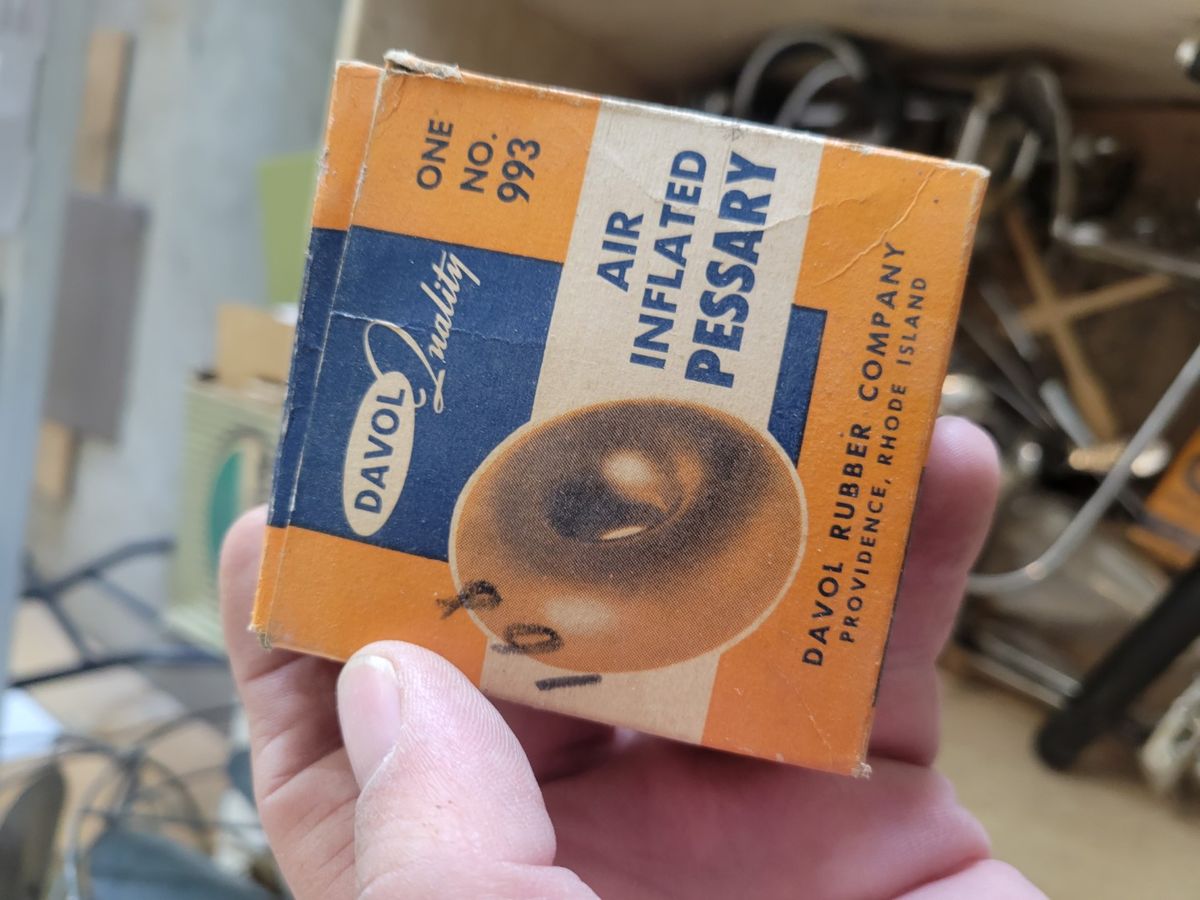 ONE
NO.
993
AIR
INFLATED
PESSARY
DAVOL Quality
DAVOL RUBBER COMPANY
PROVIDENCE, RHODE ISLAND